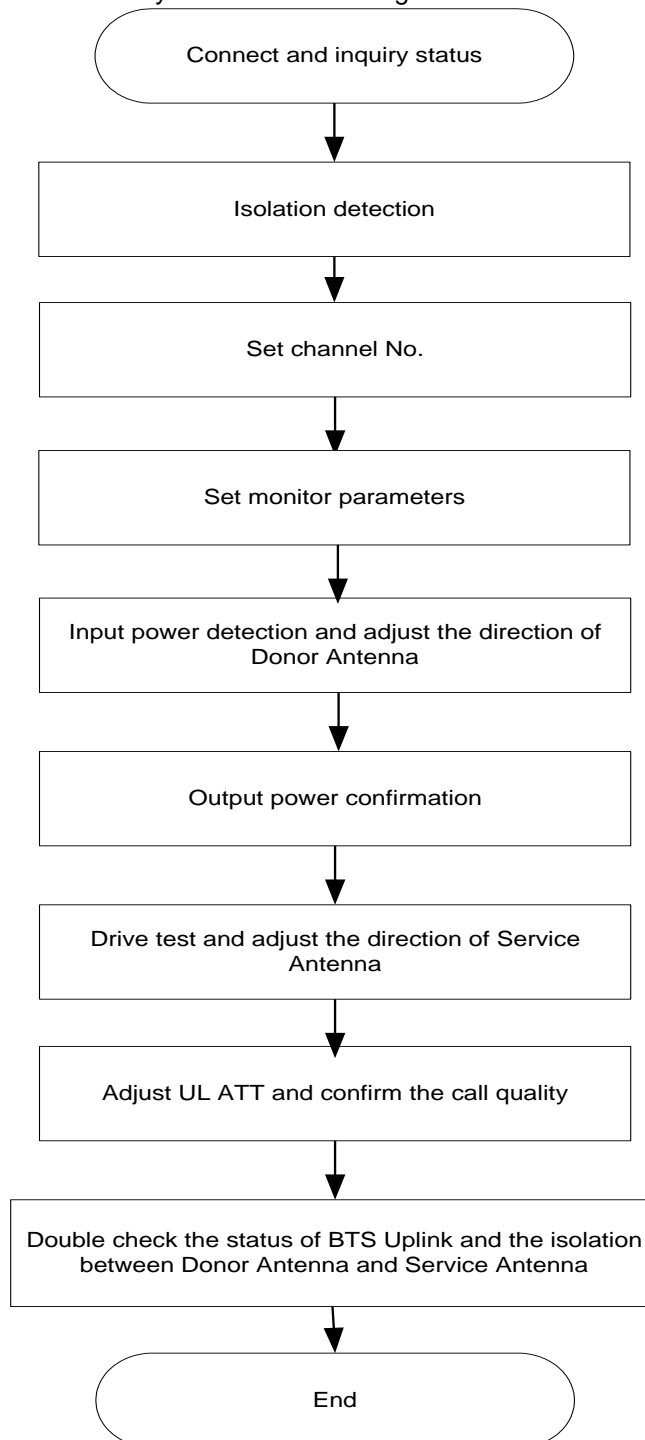 Connect and inquiry status
Isolation detection
Set channel No.
Set monitor parameters
Input power detection and adjust the direction of
Donor Antenna
Output power confirmation
Drive test and adjust the direction of Service
Antenna
Adjust UL ATT and confirm the call quality
Double check the status of BTS Uplink and the isolation
between Donor Antenna and Service Antenna
End